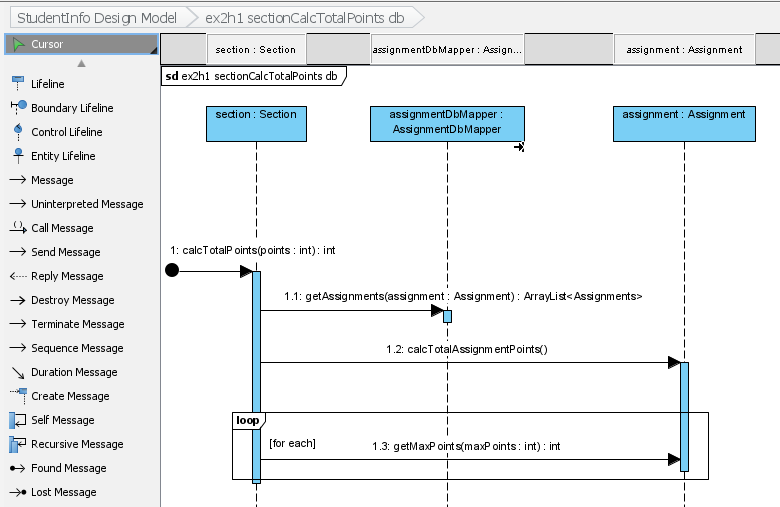 StudentInfo Design Model
ex2h1 sectionCalcTotalPoints db
Cursor
Lifeline
Boundary Lifeline
Control Lifeline
Entity Lifeline
Message
Uninterpreted Message
Call Message
Send Message
Reply Message
Destroy Message
Terminate Message
Sequence Message
Duration Message
Create Message
Self Message
Recursive Message
Found Message
Lost Message
section : Section
assignmentDbMapper : Assign...
assignment : Assignment
sd ex2h1 sectionCalcTotalPoints db
section : Section
assignmentDbMapper :
AssignmentDbMapper
assignment : Assignment
1: calcTotalPoints(points : int) : int
1.1: getAssignments(assignment : Assignment) : ArrayList<Assignments>
1.2: calcTotalAssignmentPoints()
loop
[for each]
1.3: getMaxPoints(maxPoints : int) : int